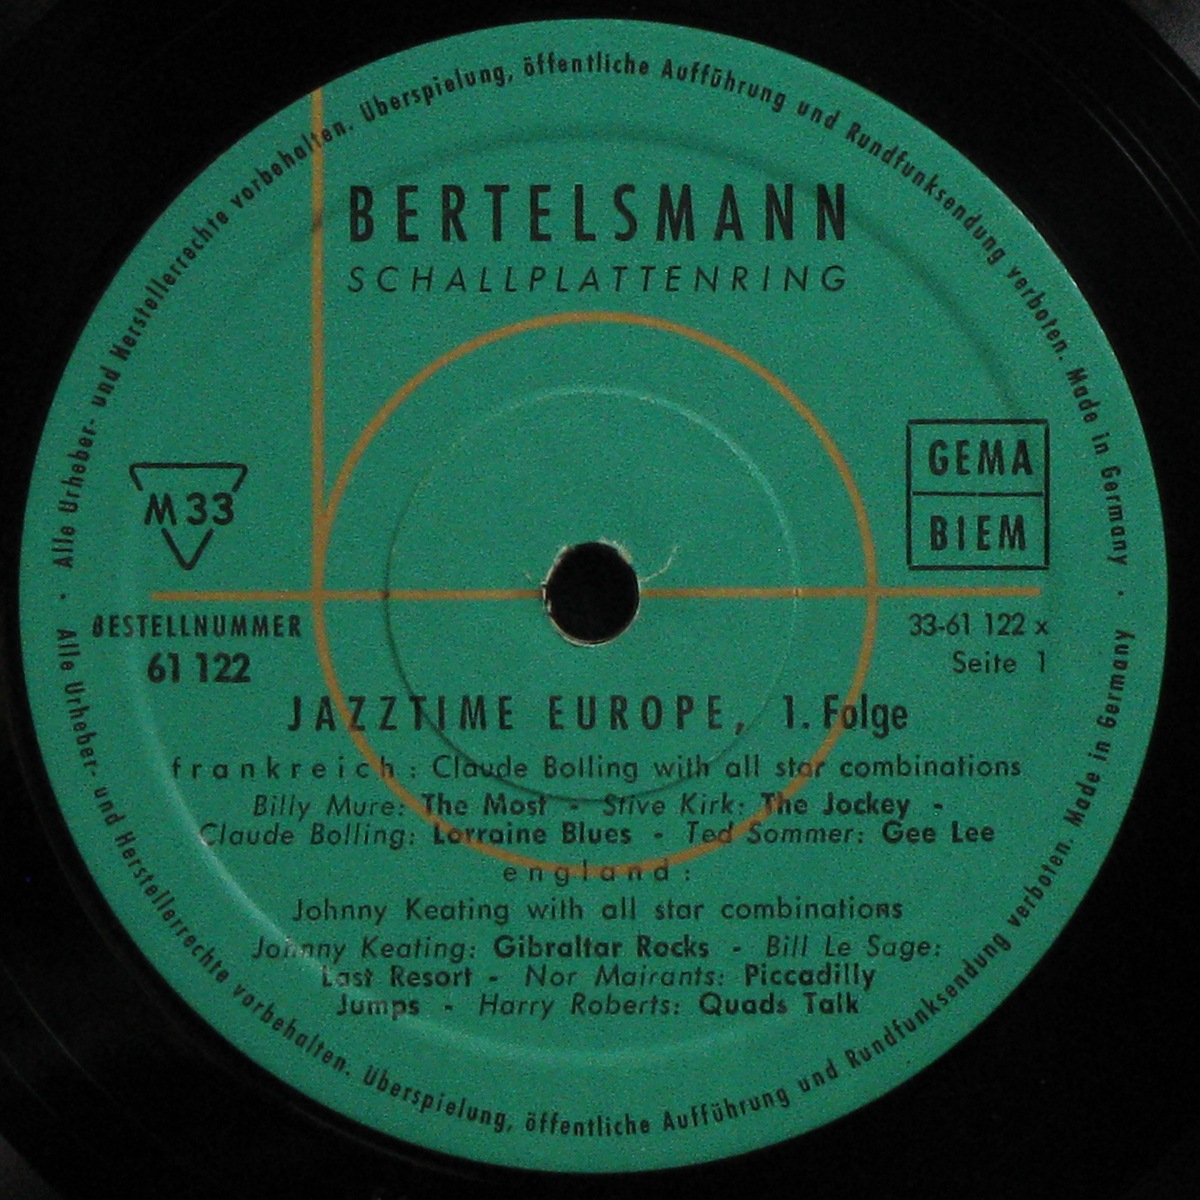 Alle Urheber- und Herstellerrechte vorbehalten. Überspielung, öffentliche Aufführung und Rundfunksendung verboten. Made in Germany ·
BERTELSMANN
SCHALLPLATTENRING
M 33
GEMA
BIEM
BESTELLNUMMER
61 122
33-61 122 x
Seite 1
JAZZTIME EUROPE, 1. Folge
frankreich: Claude Bolling with all star combinations
Billy Mure: The Most - Stive Kirk: The Jockey -
Claude Bolling: Lorraine Blues - Ted Sommer: Gee Lee
england:
Johnny Keating with all star combinations
Johnny Keating: Gibraltar Rocks - Bill Le Sage:
Last Resort - Nor Mairants: Piccadilly
Jumps - Harry Roberts: Quads Talk
Alle Urheber- und Herstellerrechte vorbehalten. Überspielung, öffentliche Aufführung und Rundfunksendung verboten. Made in Germany ·